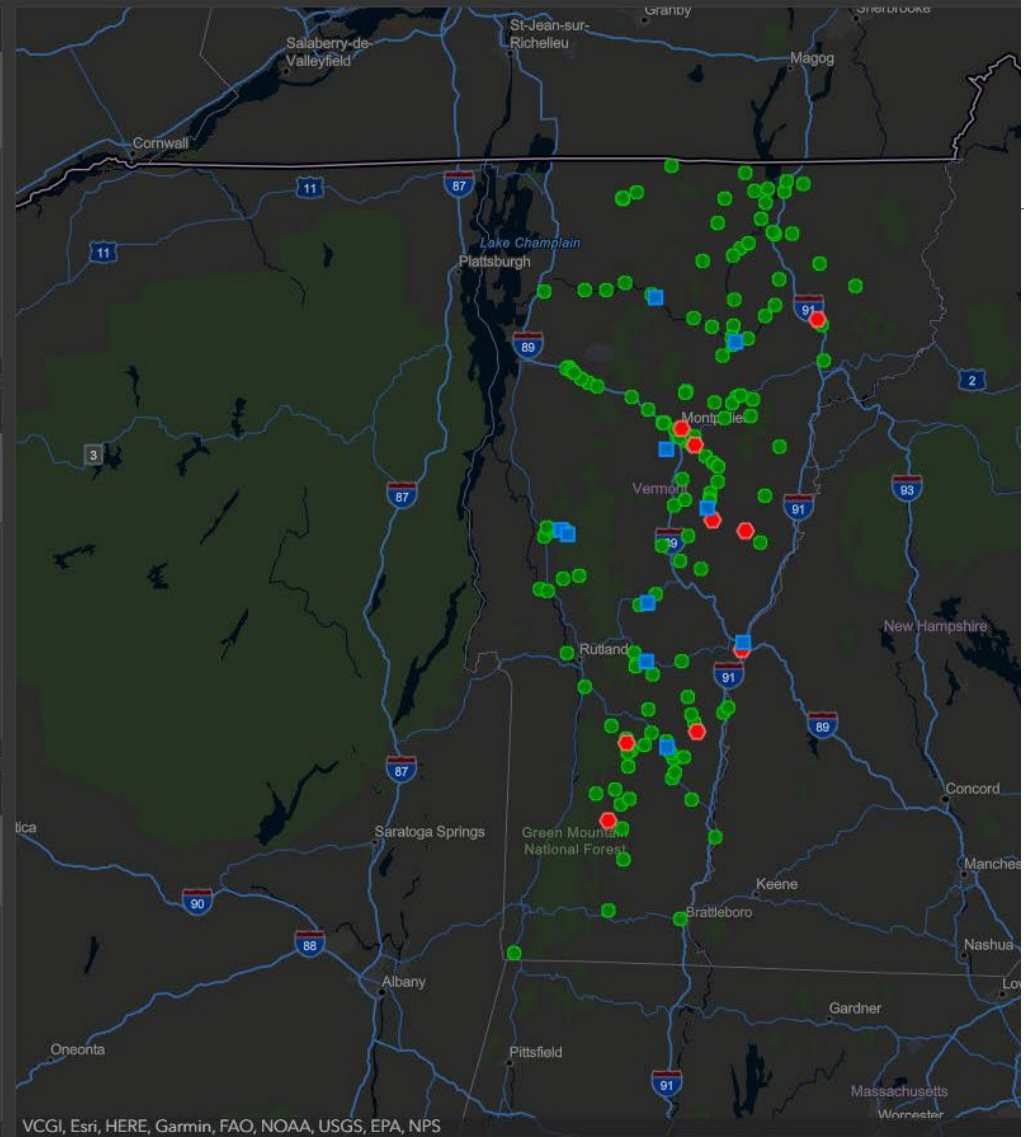 Granby
Sherbrooke
St-Jean-sur-
Richelieu
Salaberry-de-
Valleyfield
Magog
Cornwall
87
11
11
Lake Champlain
Plattsburgh
91
89
2
Montpelier
3
Vermont
87
93
91
89
New Hampshire
Rutland
91
89
87
Concord
tica
Saratoga Springs
Green Mountain
National Forest
Manches
Keene
90
Brattleboro
88
Nashua
Albany
Lov
Gardner
Oneonta
Pittsfield
91
Massachusetts
Worcester
VCGI, Esri, HERE, Garmin, FAO, NOAA, USGS, EPA, NPS